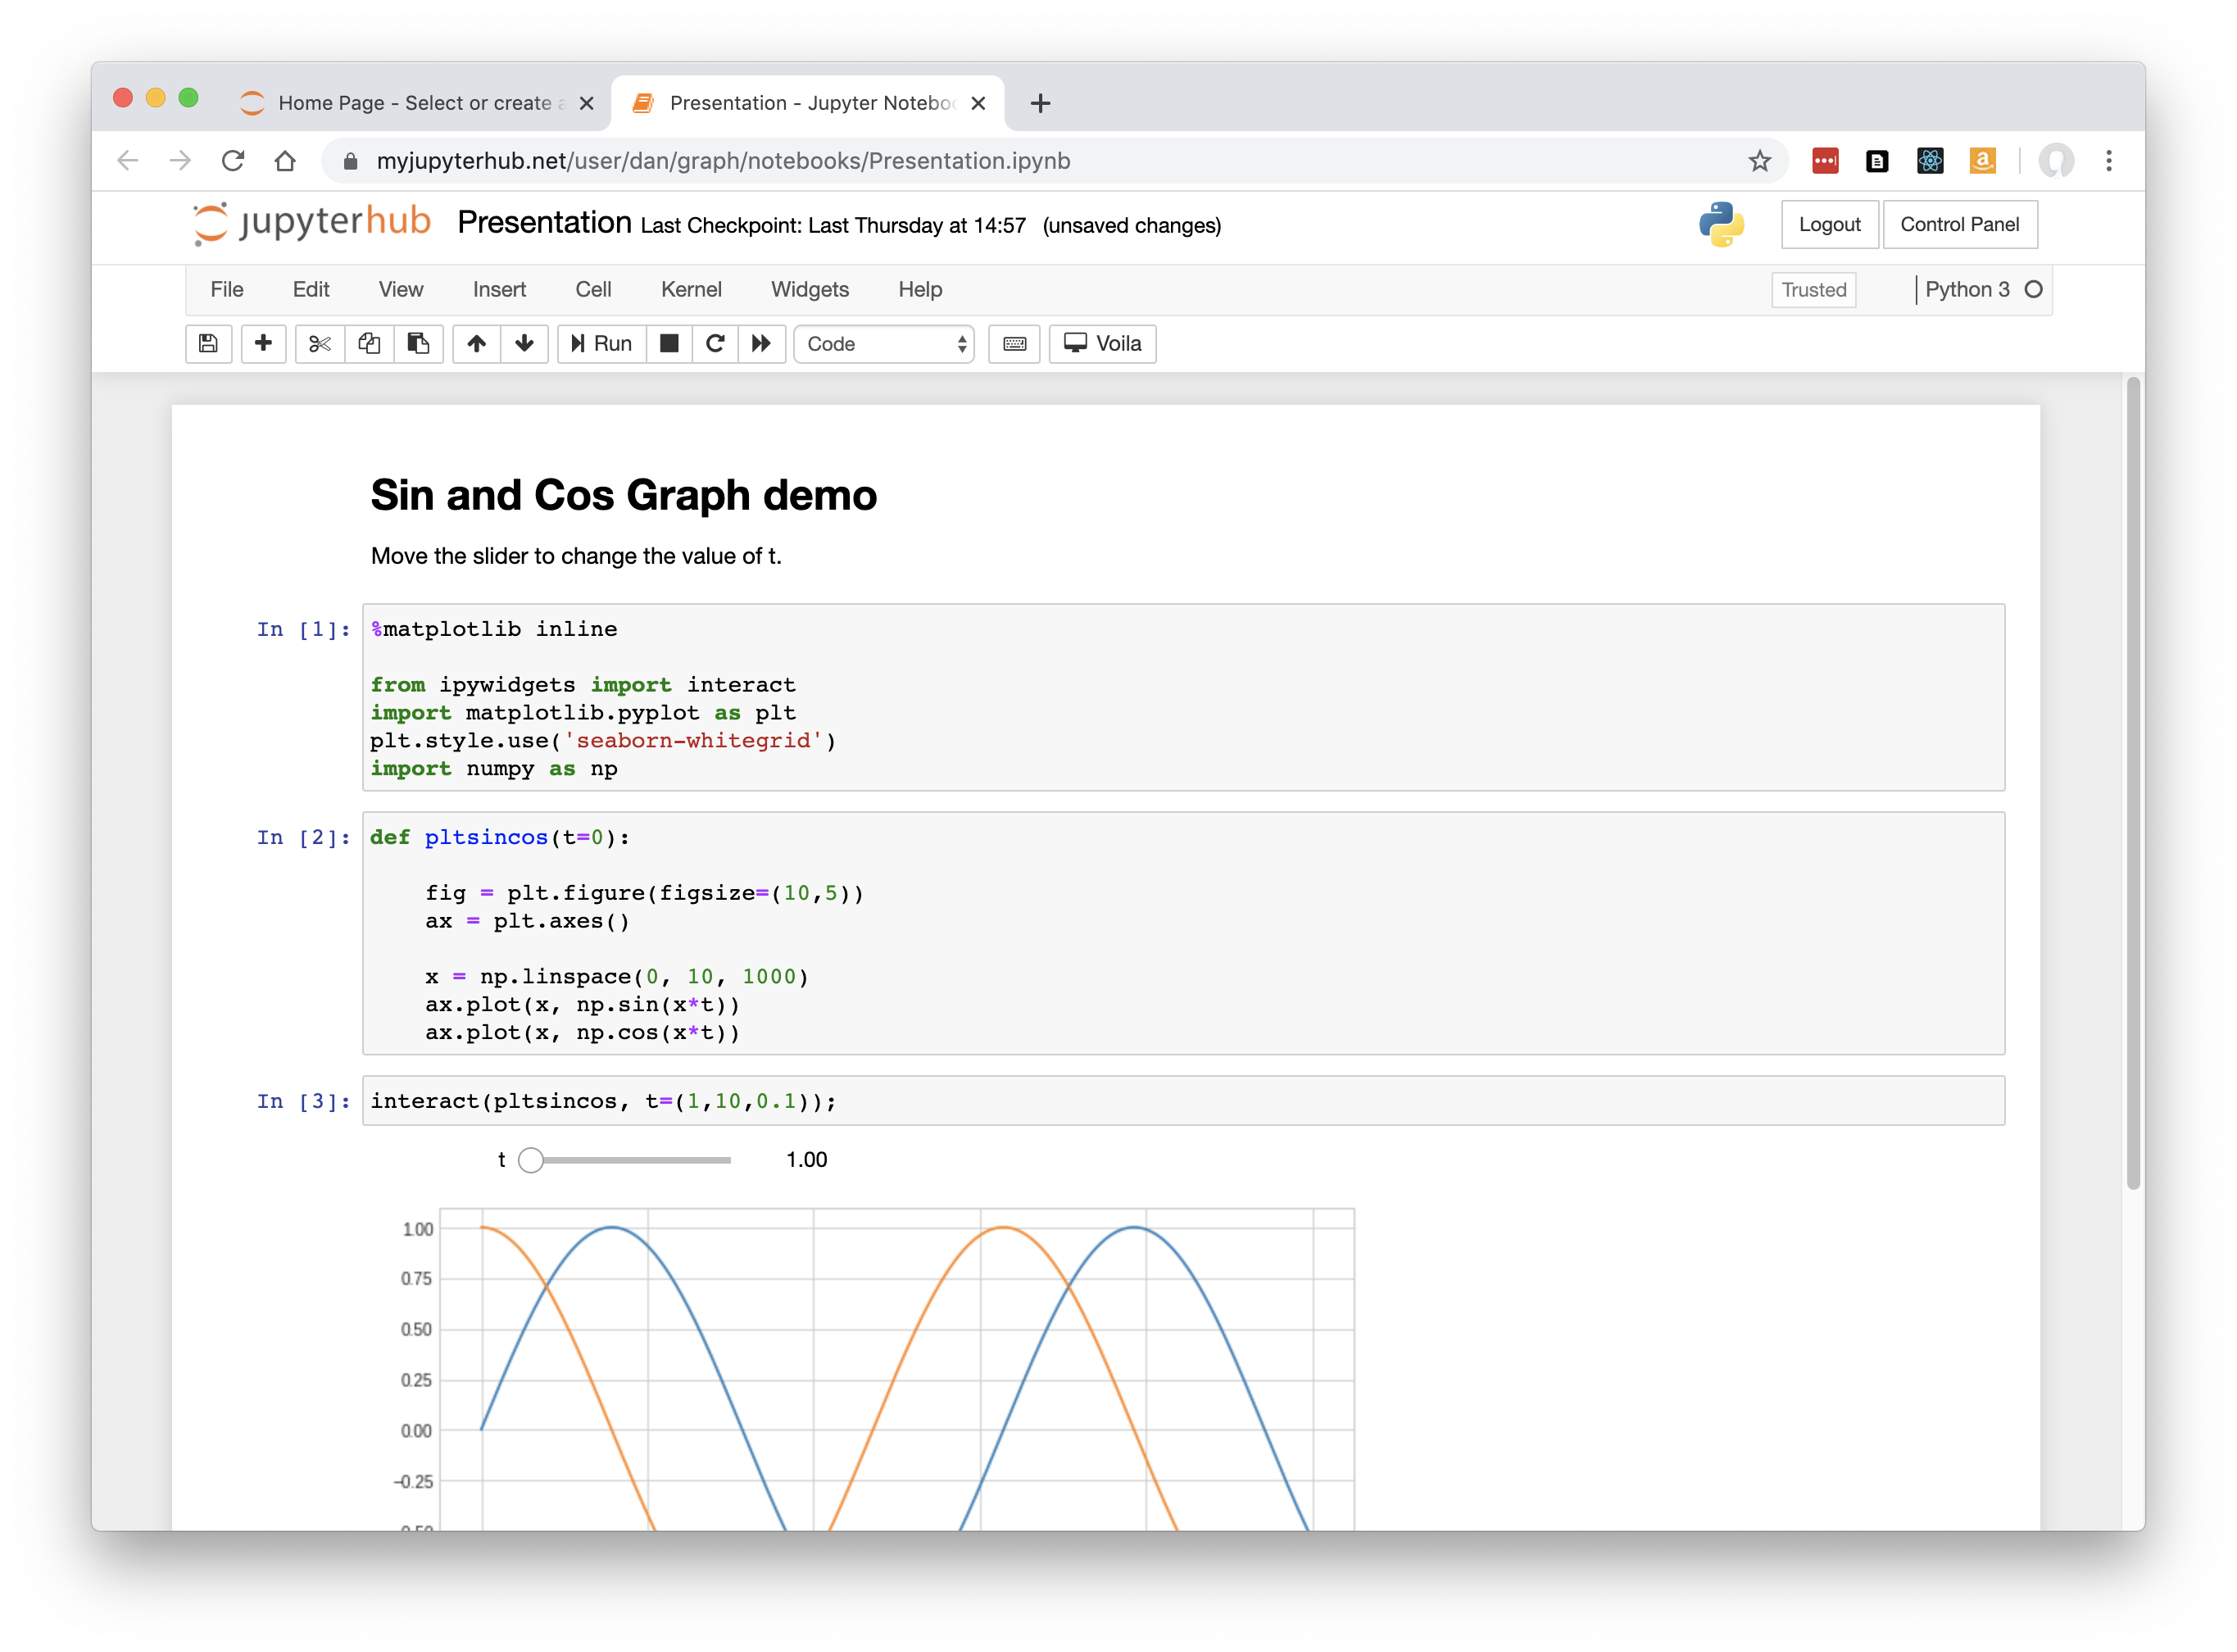 Home Page - Select or create a
Presentation - Jupyter Noteboo
myjupyterhub.net/user/dan/graph/notebooks/Presentation.ipynb
jupyterhub Presentation Last Checkpoint: Last Thursday at 14:57 (unsaved changes)
Logout Control Panel
File Edit View Insert Cell Kernel Widgets Help Trusted Python 3
Run Code Voila
Sin and Cos Graph demo
Move the slider to change the value of t.
In [1]: %matplotlib inline
from ipywidgets import interact
import matplotlib.pyplot as plt
plt.style.use('seaborn-whitegrid')
import numpy as np
In [2]: def pltsincos(t=0):
fig = plt.figure(figsize=(10,5))
ax = plt.axes()
x = np.linspace(0, 10, 1000)
ax.plot(x, np.sin(x*t))
ax.plot(x, np.cos(x*t))
In [3]: interact(pltsincos, t=(1,10,0.1));
t 1.00
1.00
0.75
0.50
0.25
0.00
−0.25